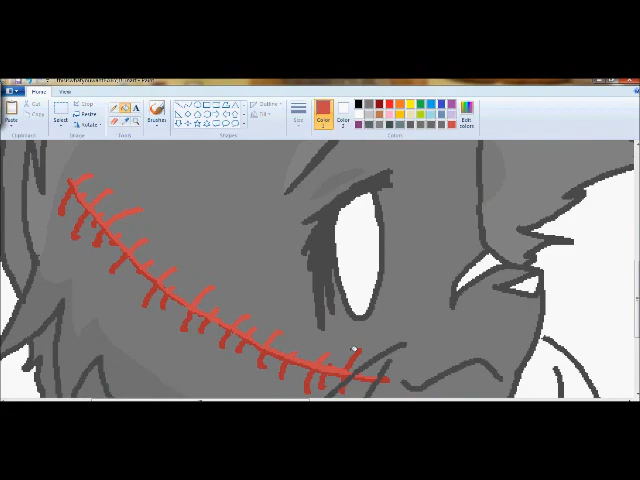 Home View
Cut
Copy
Paste
Clipboard
Select
Crop
Resize
Rotate
Image
A
Tools
Brushes
Shapes
Outline
Fill
Size
Color 1
Color 2
Edit colors
Colors